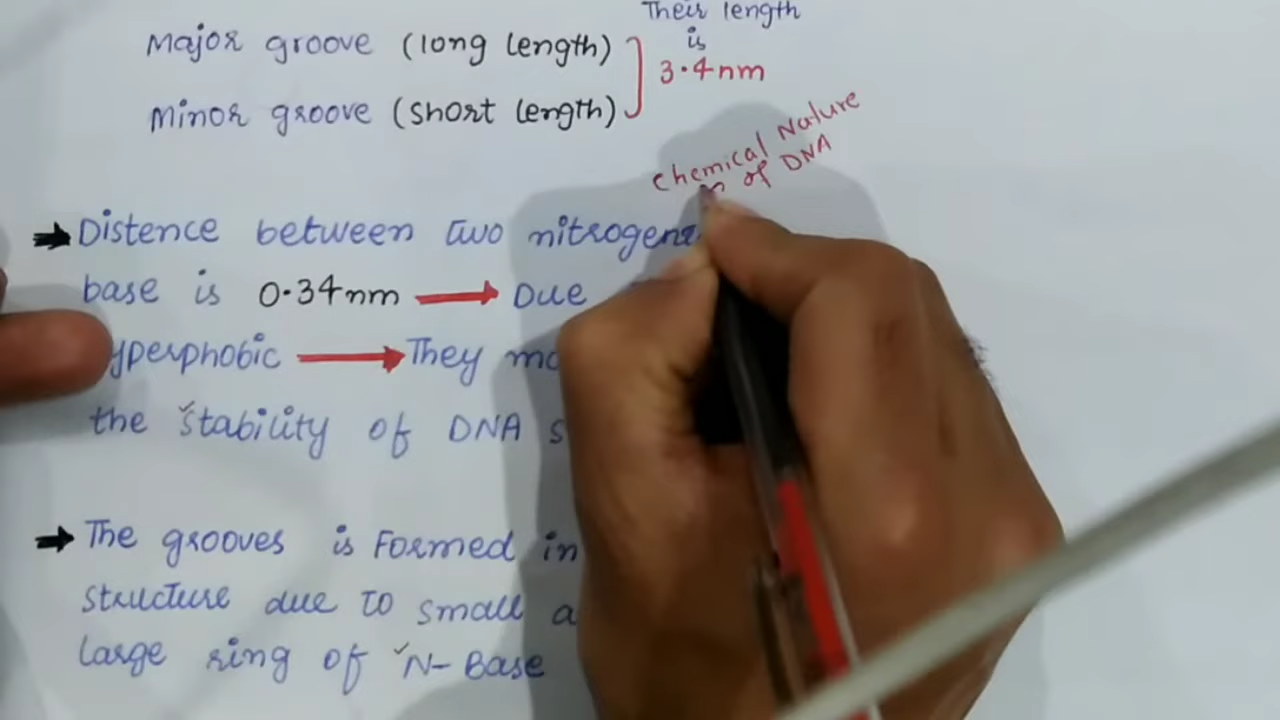 Their length
is
Major groove (long length)
3.4nm
Minor groove (short length)
Chemical Nature
of DNA
Distence between two
base is 0.34nm → Due
They
the stability of DNA
The grooves is Formed in
structure due to small
large ring of N-Base